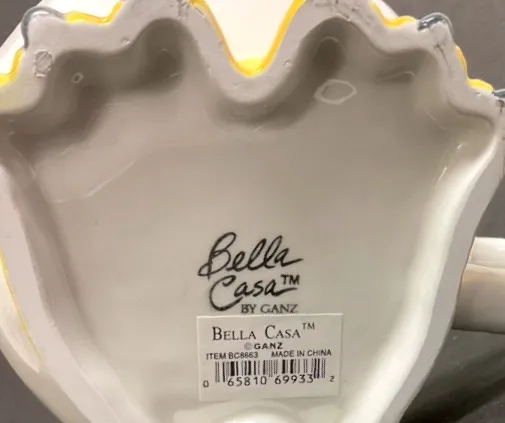 Bella
Casa™
BY GANZ
BELLA CASA™
©GANZ
ITEM BC8663 MADE IN CHINA
0 65810 69933 2